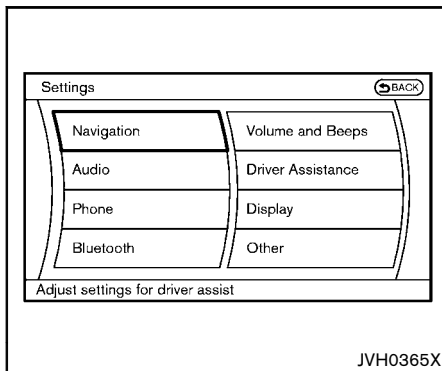 Settings
BACK
Navigation
Volume and Beeps
Audio
Driver Assistance
Phone
Display
Bluetooth
Other
Adjust settings for driver assist
JVH0365X